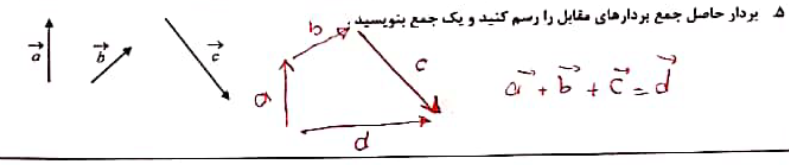 ۵ بردار حاصل جمع بردارهای مقابل را رسم کنید و یک جمع بنویسید.
a b c
a b c d
a + b + c = d